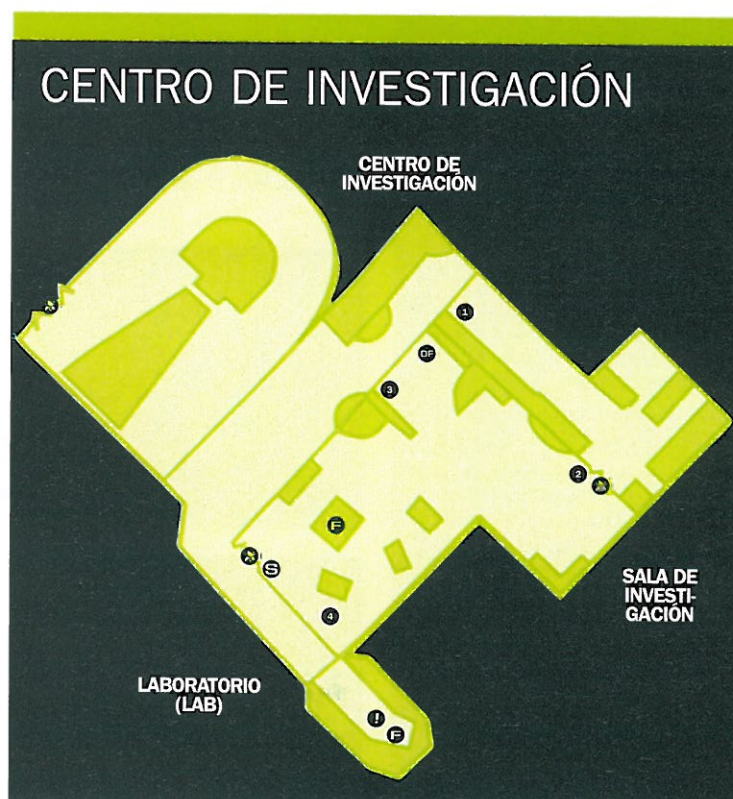 CENTRO DE INVESTIGACIÓN
CENTRO DE
INVESTIGACIÓN
1
DF
3
2
F
S
4
SALA DE
INVESTI-
GACIÓN
LABORATORIO
(LAB)
!
F